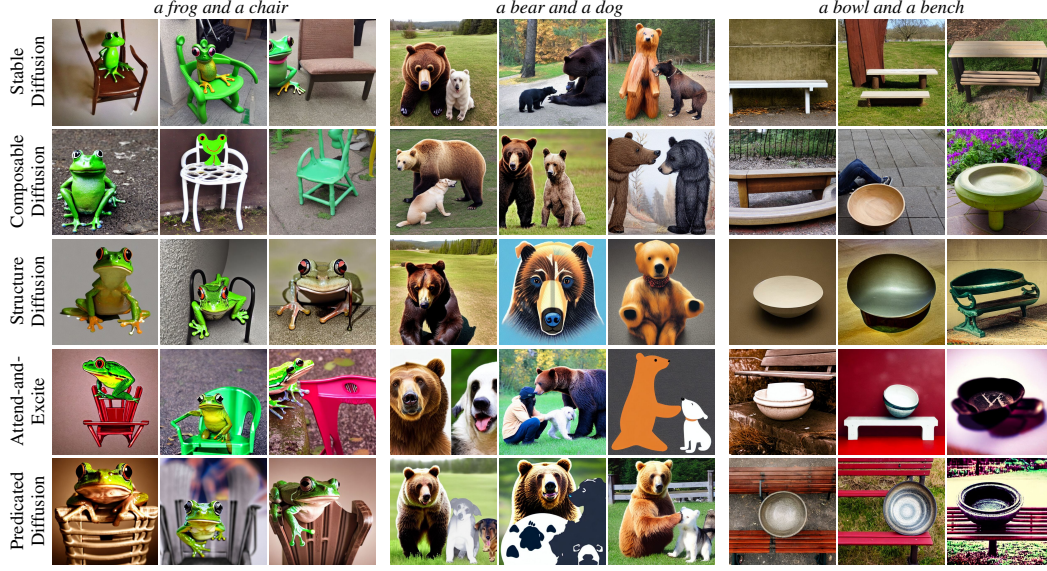 a frog and a chair
a bear and a dog
a bowl and a bench
Stable
Diffusion
Composable
Diffusion
Structure
Diffusion
Attend-and-
Excite
Predicated
Diffusion